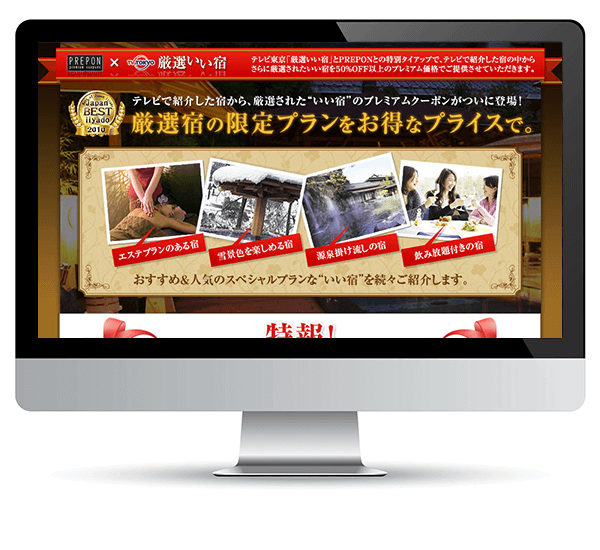 PREPON
premium coupons
×
TV TOKYO
厳選いい宿
テレビ東京「厳選いい宿」とPREPONとの特別タイアップで、テレビで紹介した宿の中から
さらに厳選されたいい宿を50%OFF以上のプレミアム価格でご提供させていただきます。
Japan
BEST
iiyado
2010
テレビで紹介した宿から、厳選された“いい宿”のプレミアムクーポンがついに登場!
厳選宿の限定プランをお得なプライスで。
エステプランのある宿
雪景色を楽しめる宿
源泉掛け流しの宿
飲み放題付きの宿
おすすめ&人気のスペシャルプランな“いい宿”を続々ご紹介します。
特報!